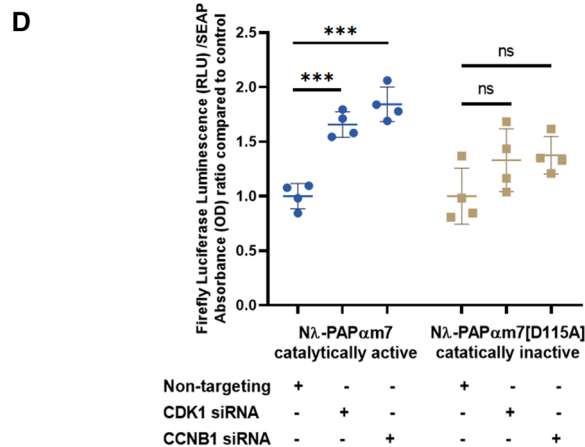 D
Firefly Luciferase Luminescence (RLU) /SEAP
Absorbance (OD) ratio compared to control
2.5
2.0
1.5
1.0
0.5
0.0
***
***
ns
ns
Nλ-PAPαm7
catalytically active
Nλ-PAPαm7[D115A]
catatically inactive
Non-targeting + - - + - -
CDK1 siRNA - + - - + -
CCNB1 siRNA - - + - - +